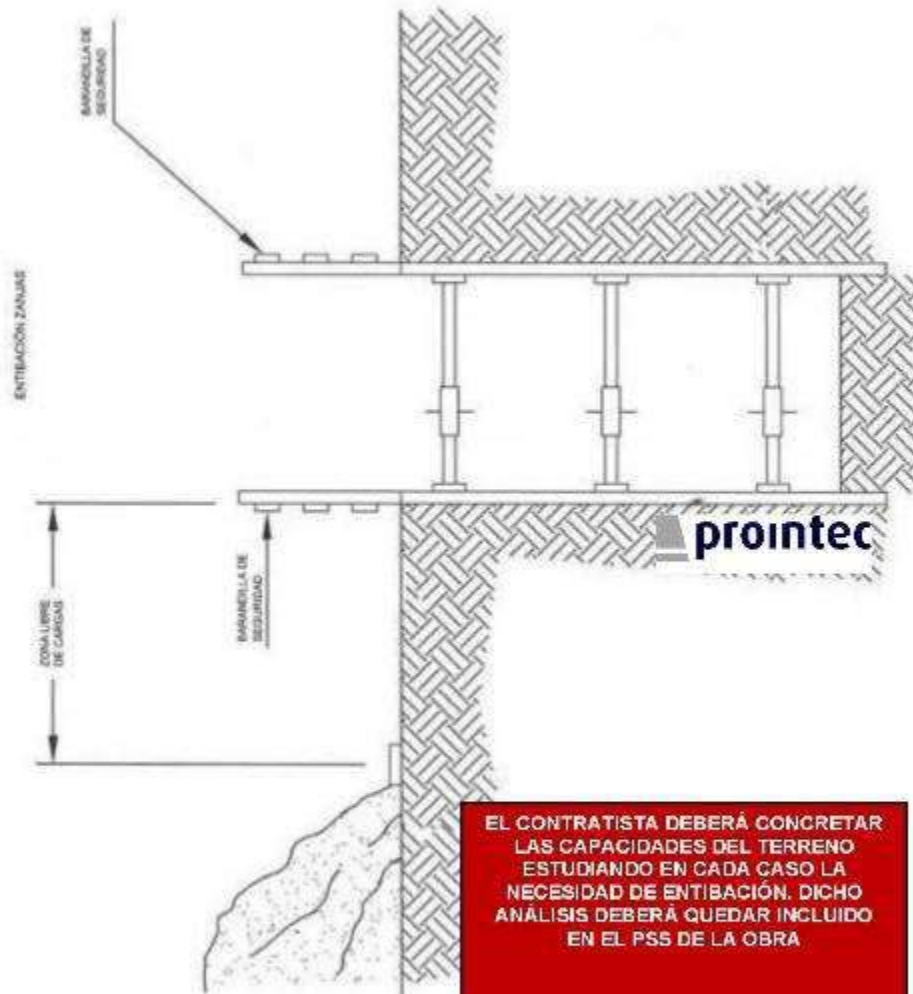 ENTIBACIÓN ZANJAS
BARANDILLA DE
SEGURIDAD
ZONA LIBRE
DE CARGAS
BARANDILLA DE
SEGURIDAD
prointec
EL CONTRATISTA DEBERÁ CONCRETAR
LAS CAPACIDADES DEL TERRENO
ESTUDIANDO EN CADA CASO LA
NECESIDAD DE ENTIBACIÓN. DICHO
ANÁLISIS DEBERÁ QUEDAR INCLUIDO
EN EL PSS DE LA OBRA